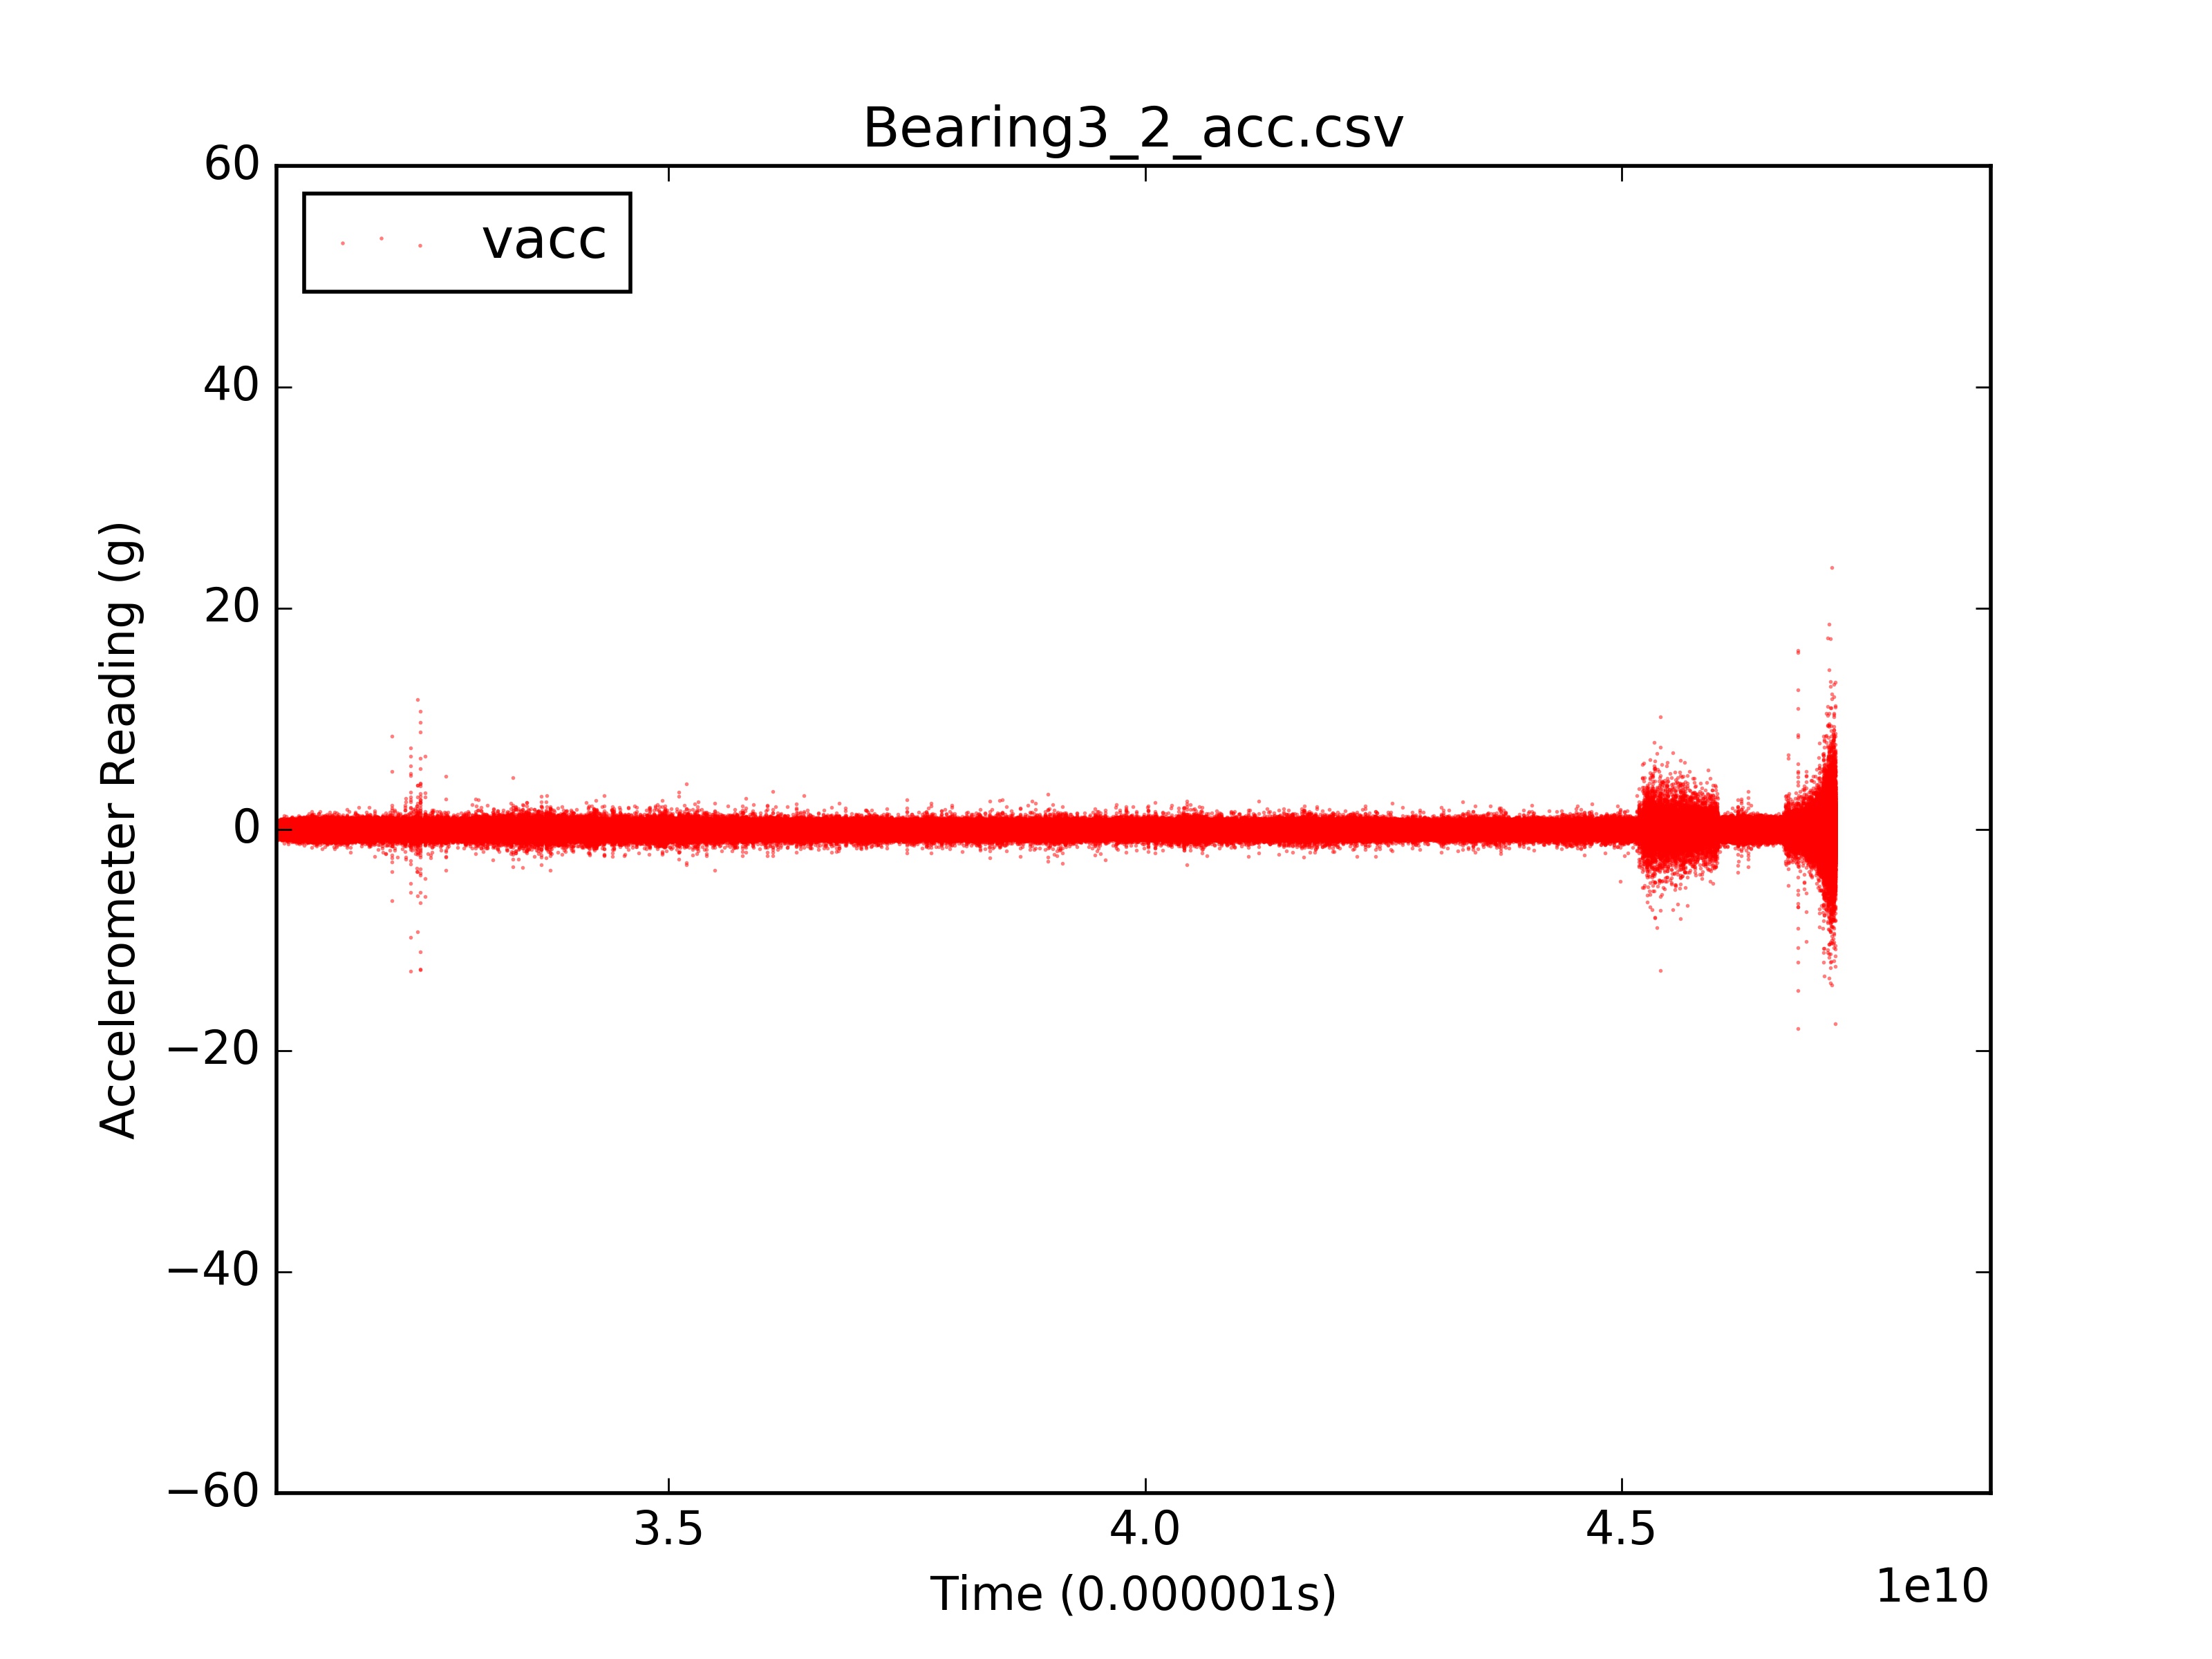 Bearing3_2_acc.csv
60
vacc
40
20
0
−20
−40
−60
3.5 4.0 4.5
1e10
Time (0.000001s)
Accelerometer Reading (g)